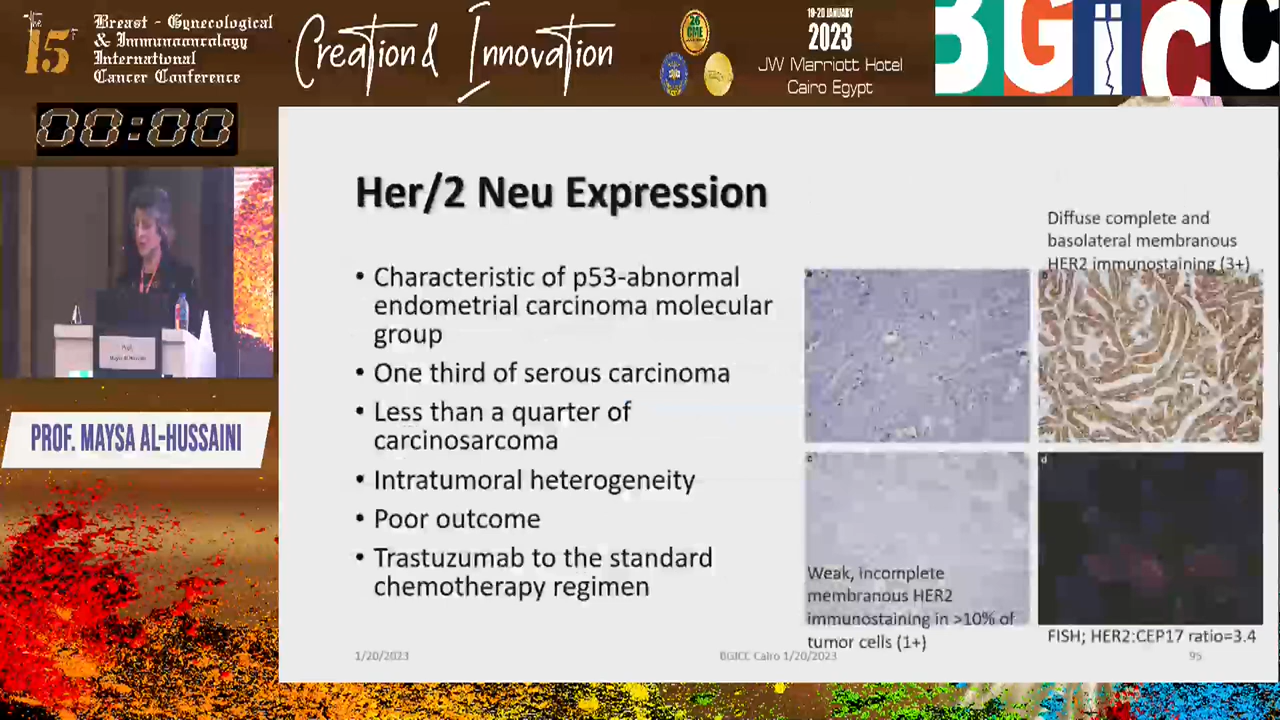 The
15
Breast - Gynecological
& Immunooncology
International
Cancer Conference
Creation & Innovation
2023
JW Marriott Hotel
Cairo Egypt
BGiCC
00:00
PROF. MAYSA AL-HUSSAINI
Her/2 Neu Expression
• Characteristic of p53-abnormal
endometrial carcinoma molecular
group
• One third of serous carcinoma
• Less than a quarter of
carcinosarcoma
• Intratumoral heterogeneity
• Poor outcome
• Trastuzumab to the standard
chemotherapy regimen
Diffuse complete and
basolateral membranous
HER2 immunostaining (3+)
c
d
Weak, incomplete
membranous HER2
immunostaining in >10% of
tumor cells (1+)
FISH; HER2:CEP17 ratio=3.4
1/20/2023
BGICC Cairo 1/20/2023
95